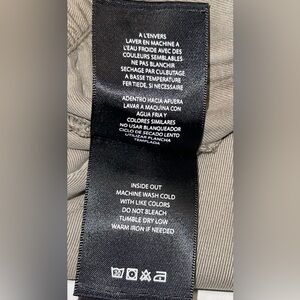 A L'ENVERS
LAVER EN MACHINE A
L'EAU FROIDE AVEC DES
COULEURS SEMBLABLES
NE PAS BLANCHIR
SECHAGE PAR CULBUTAGE
A BASSE TEMPERATURE
FER TIEDE, SI NECESSAIRE
ADENTRO HACIA AFUERA
LAVAR A MAQUINA CON
AGUA FRIA Y
COLORES SIMILARES
NO USAR BLANQUEADOR
CICLO DE SECADO LENTO
UTILIZAR PLANCHA
TEMPLADA
INSIDE OUT
MACHINE WASH COLD
WITH LIKE COLORS
DO NOT BLEACH
TUMBLE DRY LOW
WARM IRON IF NEEDED